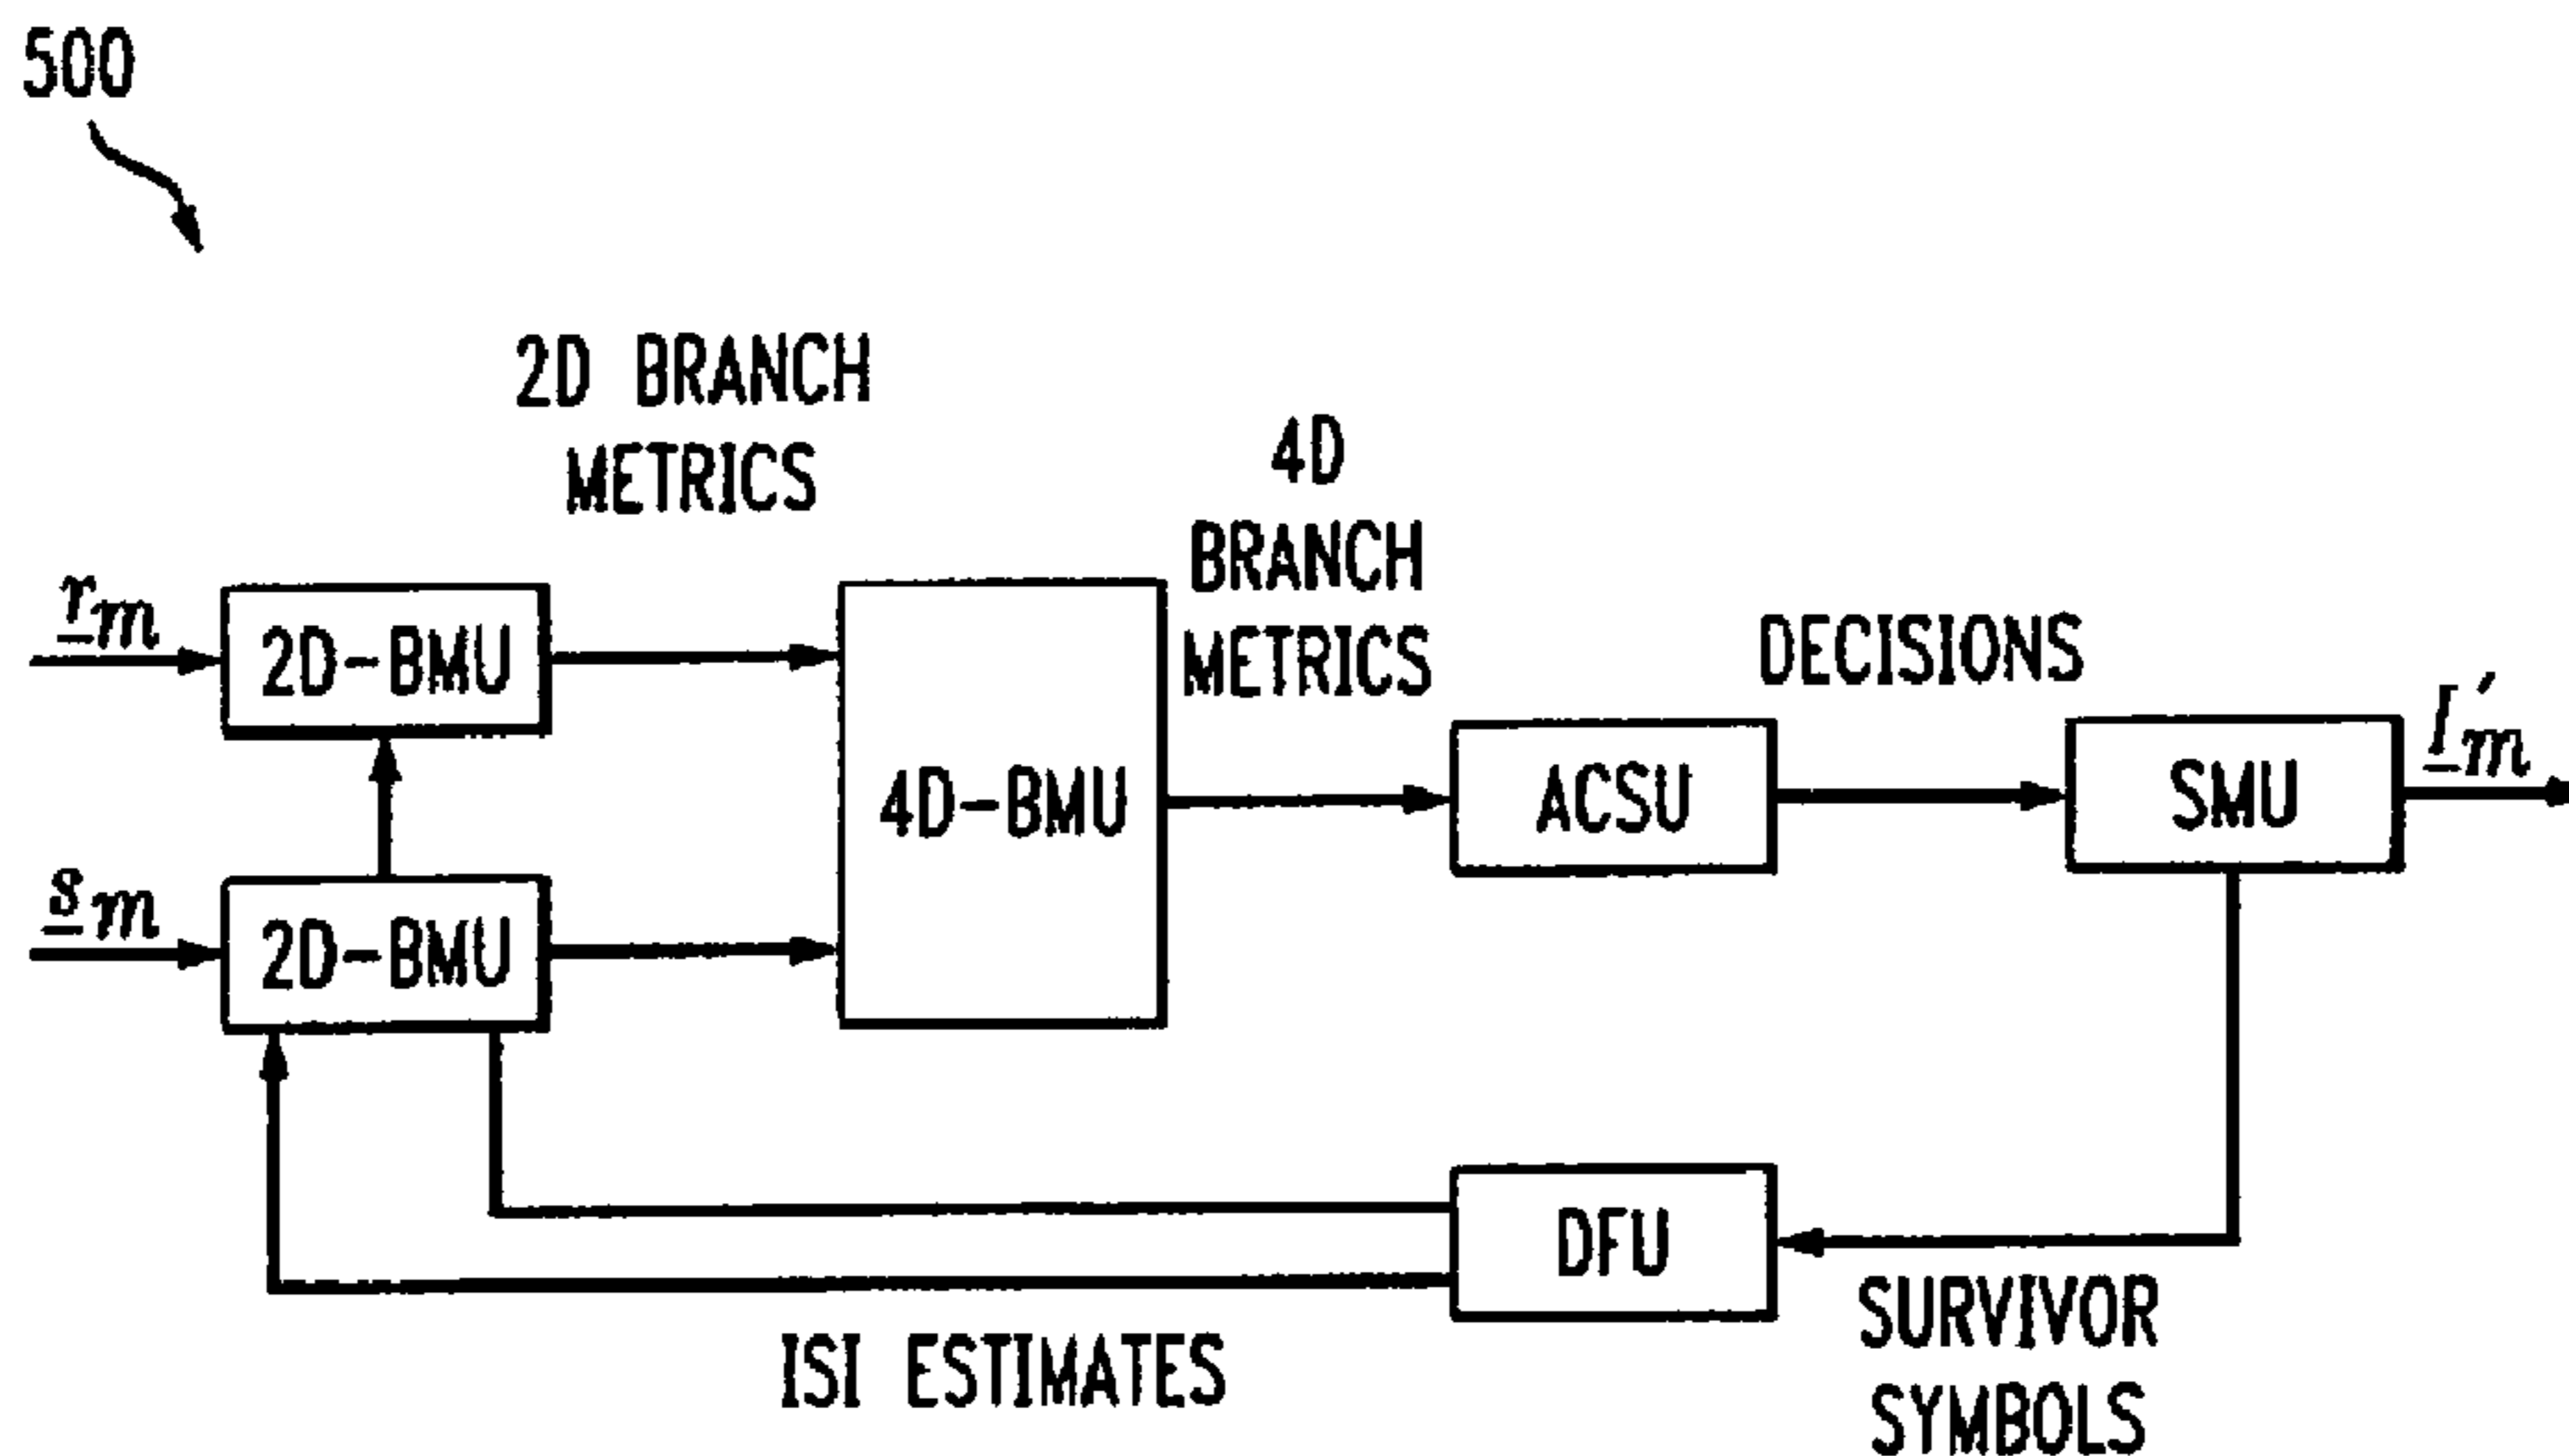 500
2D BRANCH
METRICS
4D
BRANCH
METRICS
DECISIONS
r_m
2D-BMU
s_m
2D-BMU
4D-BMU
ACSU
SMU
I'_m
DFU
ISI ESTIMATES
SURVIVOR
SYMBOLS